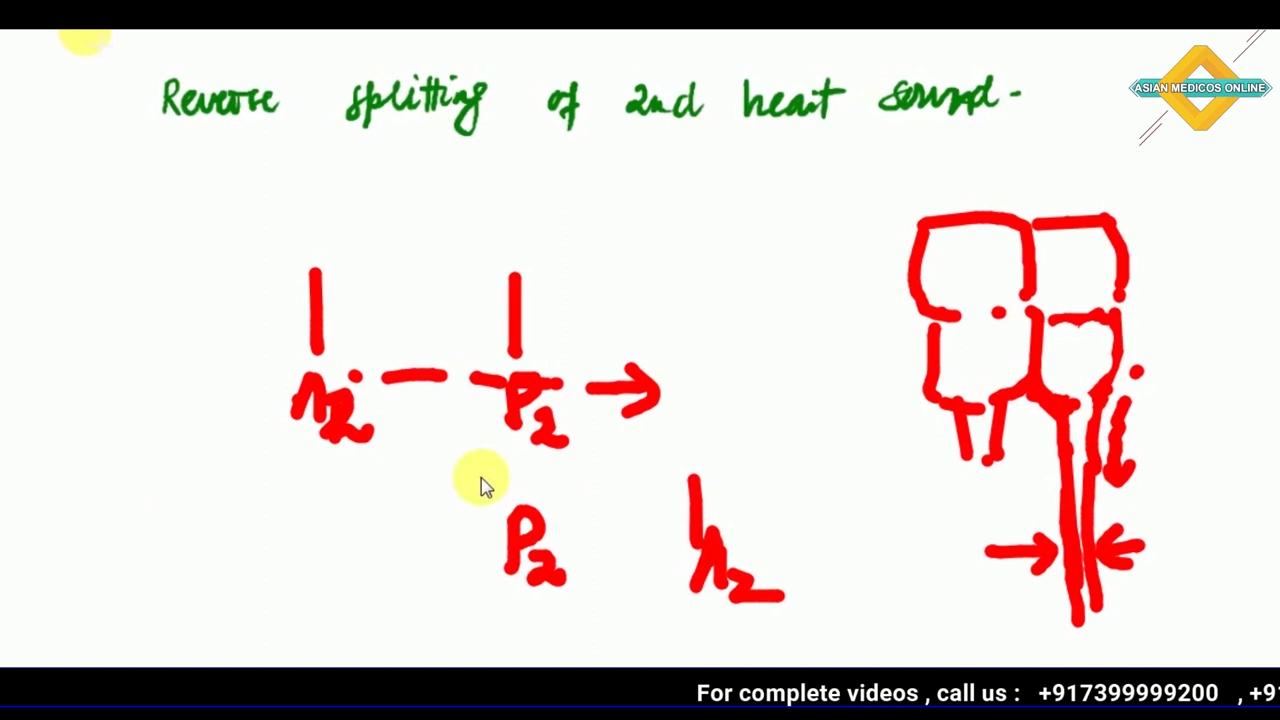 Reverse splitting of 2nd heart sound -
ASIAN MEDICOS ONLINE
A2 P2
P2 A2
For complete videos , call us : +917399999200 , +9